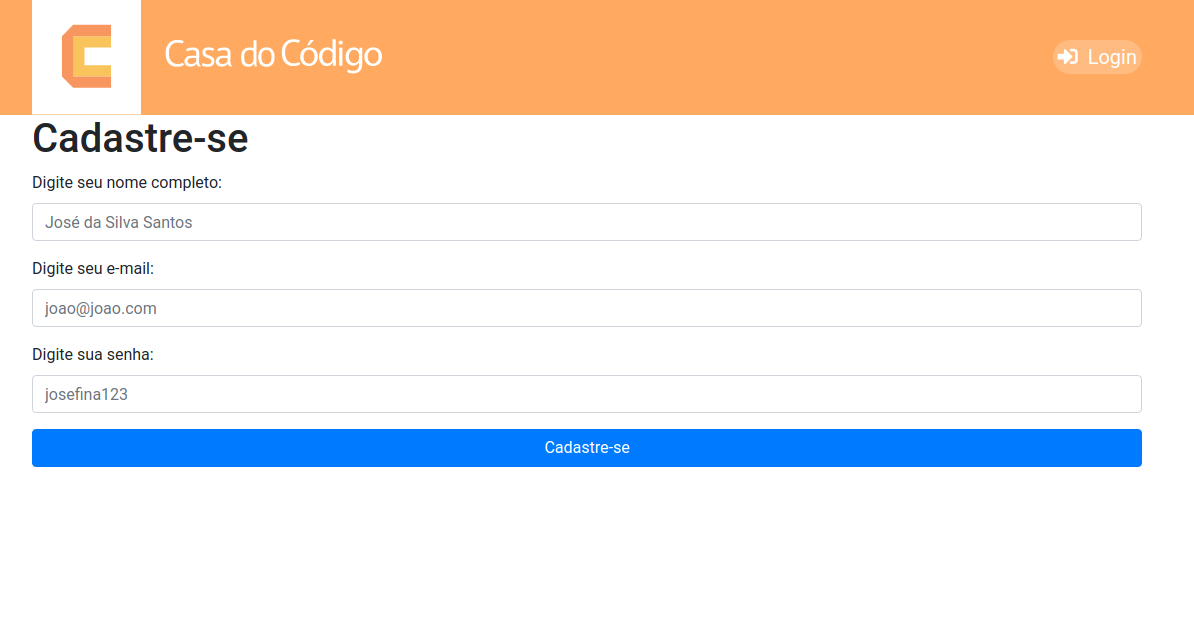 Casa do Código
Login
Cadastre-se
Digite seu nome completo:
José da Silva Santos
Digite seu e-mail:
joao@joao.com
Digite sua senha:
josefina123
Cadastre-se